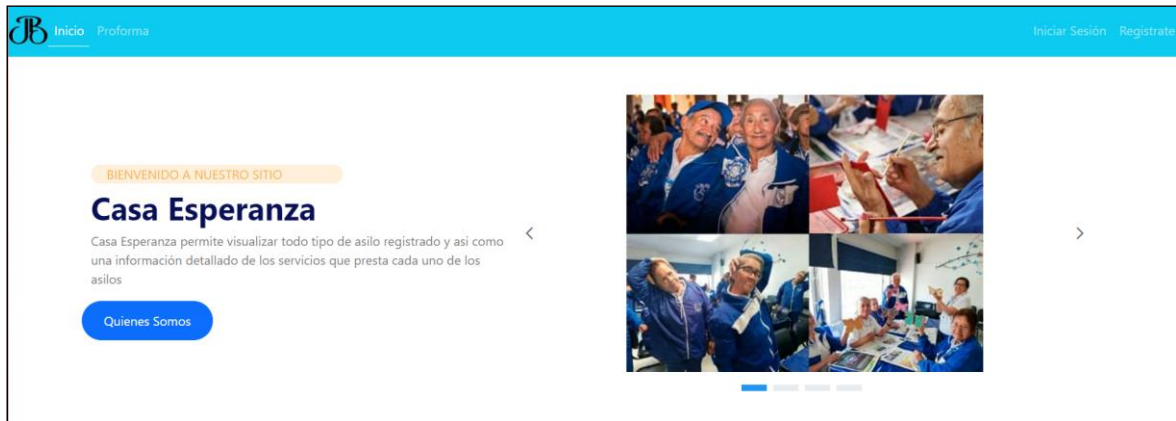 JB
Inicio Proforma
Iniciar Sesión Registrate
BIENVENIDO A NUESTRO SITIO
Casa Esperanza
Casa Esperanza permite visualizar todo tipo de asilo registrado y asi como
una información detallado de los servicios que presta cada uno de los
asilos
Quienes Somos